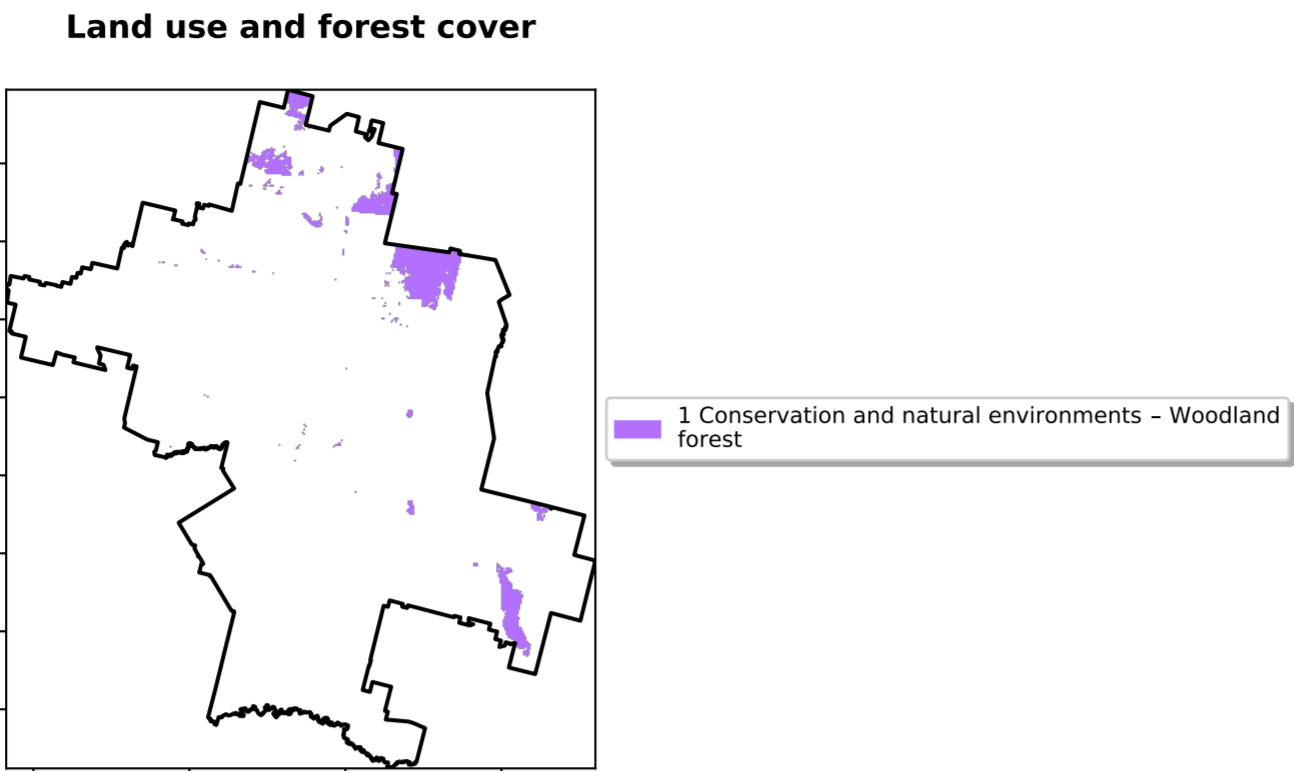 Land use and forest cover
1 Conservation and natural environments – Woodland
forest